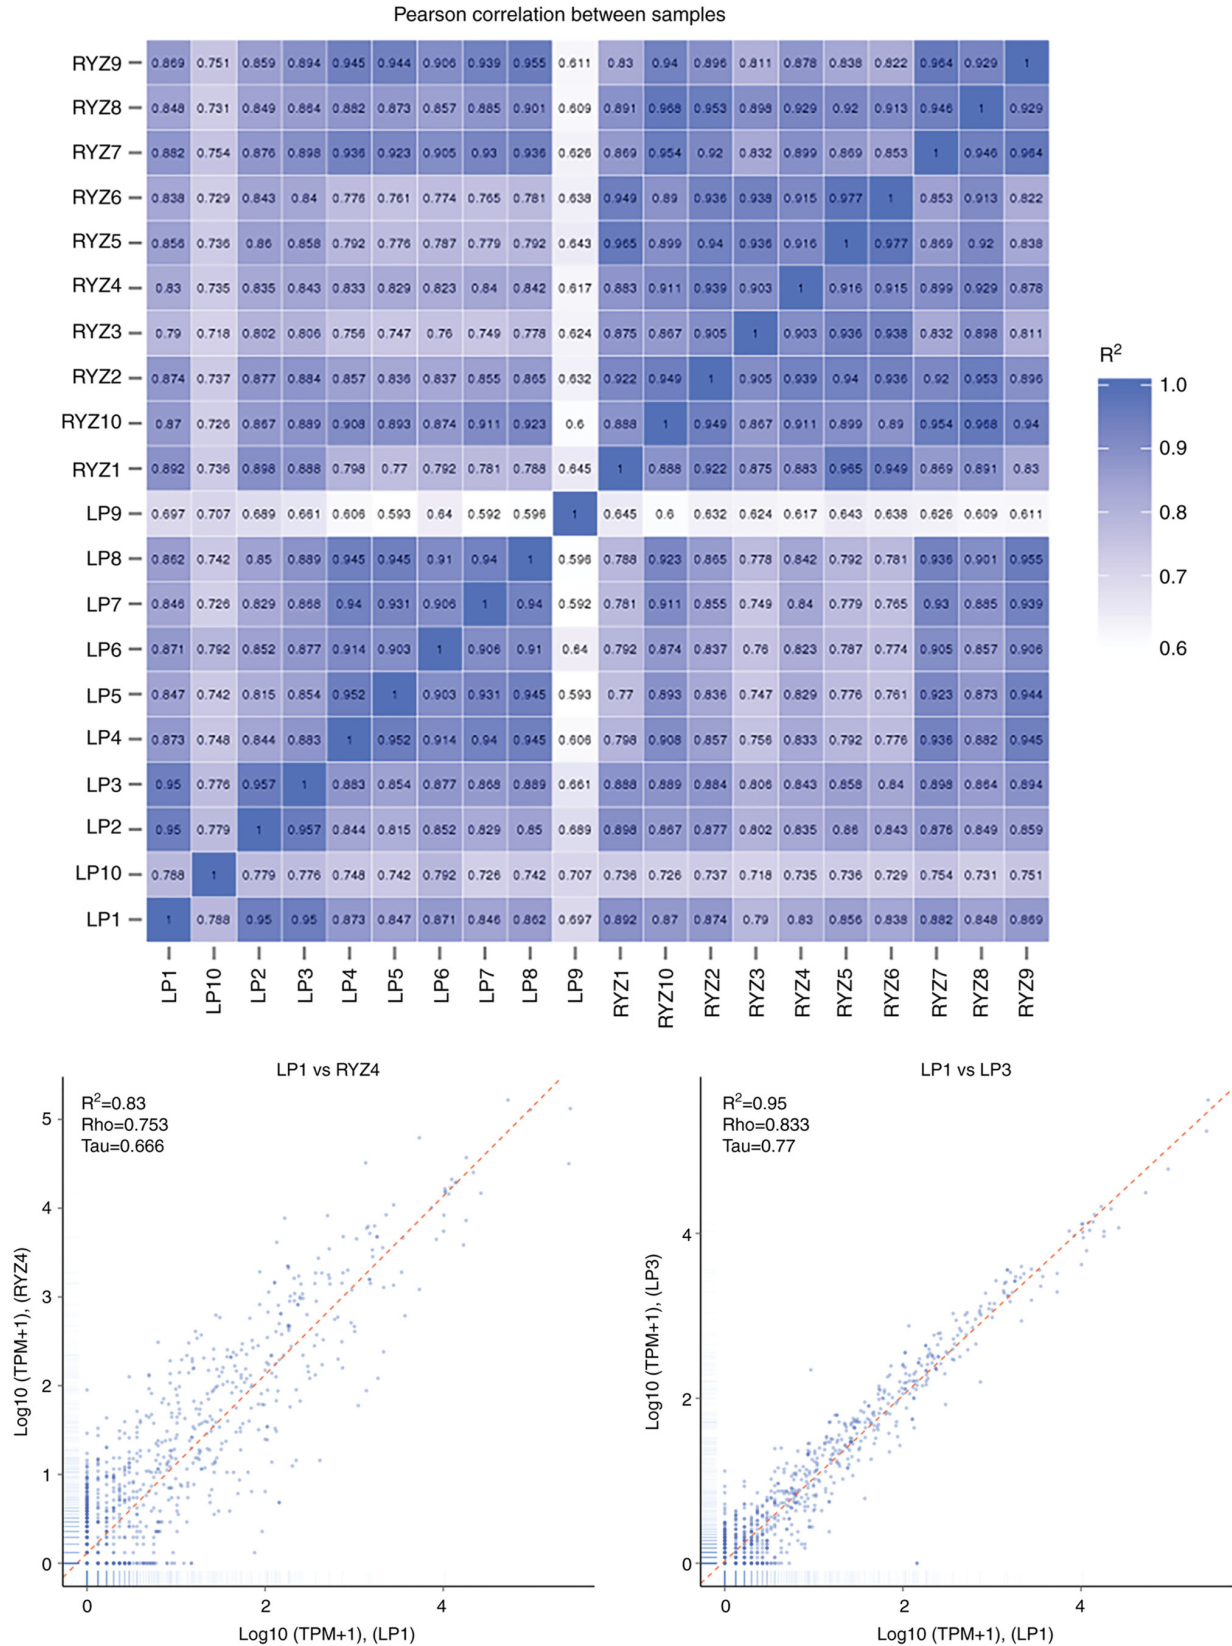 Pearson correlation between samples
RYZ9 0.869 0.751 0.859 0.894 0.945 0.944 0.906 0.939 0.955 0.611 0.83 0.94 0.896 0.811 0.878 0.838 0.822 0.964 0.929 1
RYZ8 0.848 0.731 0.849 0.864 0.882 0.873 0.857 0.885 0.901 0.609 0.891 0.968 0.953 0.898 0.929 0.92 0.913 0.946 1 0.929
RYZ7 0.882 0.754 0.876 0.898 0.936 0.923 0.905 0.93 0.936 0.626 0.869 0.954 0.92 0.832 0.899 0.869 0.853 1 0.946 0.964
RYZ6 0.838 0.729 0.843 0.84 0.776 0.761 0.774 0.765 0.781 0.638 0.949 0.89 0.936 0.938 0.915 0.977 1 0.853 0.913 0.822
RYZ5 0.856 0.736 0.86 0.858 0.792 0.776 0.787 0.779 0.792 0.643 0.965 0.899 0.94 0.936 0.916 1 0.977 0.869 0.92 0.838
RYZ4 0.83 0.735 0.835 0.843 0.833 0.829 0.823 0.84 0.842 0.617 0.883 0.911 0.939 0.903 1 0.916 0.915 0.899 0.929 0.878
RYZ3 0.79 0.718 0.802 0.806 0.756 0.747 0.76 0.749 0.778 0.624 0.875 0.867 0.905 1 0.903 0.936 0.938 0.832 0.898 0.811
RYZ2 0.874 0.737 0.877 0.884 0.857 0.836 0.837 0.855 0.865 0.632 0.922 0.949 1 0.905 0.939 0.94 0.936 0.92 0.953 0.896
RYZ10 0.87 0.726 0.867 0.889 0.908 0.893 0.874 0.911 0.923 0.6 0.888 1 0.949 0.867 0.911 0.899 0.89 0.954 0.968 0.94
RYZ1 0.892 0.736 0.898 0.888 0.798 0.77 0.792 0.781 0.788 0.645 1 0.888 0.922 0.875 0.883 0.965 0.949 0.869 0.891 0.83
LP9 0.697 0.707 0.689 0.661 0.606 0.593 0.64 0.592 0.596 1 0.645 0.6 0.632 0.624 0.617 0.643 0.638 0.626 0.609 0.611
LP8 0.862 0.742 0.85 0.889 0.945 0.945 0.91 0.94 1 0.596 0.788 0.923 0.865 0.778 0.842 0.792 0.781 0.936 0.901 0.955
LP7 0.846 0.726 0.829 0.868 0.94 0.931 0.906 1 0.94 0.592 0.781 0.911 0.855 0.749 0.84 0.779 0.765 0.93 0.885 0.939
LP6 0.871 0.792 0.852 0.877 0.914 0.903 1 0.906 0.91 0.64 0.792 0.874 0.837 0.76 0.823 0.787 0.774 0.905 0.857 0.906
LP5 0.847 0.742 0.815 0.854 0.952 1 0.903 0.931 0.945 0.593 0.77 0.893 0.836 0.747 0.829 0.776 0.761 0.923 0.873 0.944
LP4 0.873 0.748 0.844 0.883 1 0.952 0.914 0.94 0.945 0.606 0.798 0.908 0.857 0.756 0.833 0.792 0.776 0.936 0.882 0.945
LP3 0.95 0.776 0.957 1 0.883 0.854 0.877 0.868 0.889 0.661 0.888 0.889 0.884 0.806 0.843 0.858 0.84 0.898 0.864 0.894
LP2 0.95 0.779 1 0.957 0.844 0.815 0.852 0.829 0.85 0.689 0.898 0.867 0.877 0.802 0.835 0.86 0.843 0.876 0.849 0.859
LP10 0.788 1 0.779 0.776 0.748 0.742 0.792 0.726 0.742 0.707 0.736 0.726 0.737 0.718 0.735 0.736 0.729 0.754 0.731 0.751
LP1 1 0.788 0.95 0.95 0.873 0.847 0.871 0.846 0.862 0.697 0.892 0.87 0.874 0.79 0.83 0.856 0.838 0.882 0.848 0.869
LP1 LP10 LP2 LP3 LP4 LP5 LP6 LP7 LP8 LP9 RYZ1 RYZ10 RYZ2 RYZ3 RYZ4 RYZ5 RYZ6 RYZ7 RYZ8 RYZ9
R²
1.0
0.9
0.8
0.7
0.6
LP1 vs RYZ4
R²=0.83
Rho=0.753
Tau=0.666
Log10 (TPM+1), (RYZ4)
5
4
3
2
1
0
0 2 4
Log10 (TPM+1), (LP1)
LP1 vs LP3
R²=0.95
Rho=0.833
Tau=0.77
Log10 (TPM+1), (LP3)
4
2
0
0 2 4
Log10 (TPM+1), (LP1)